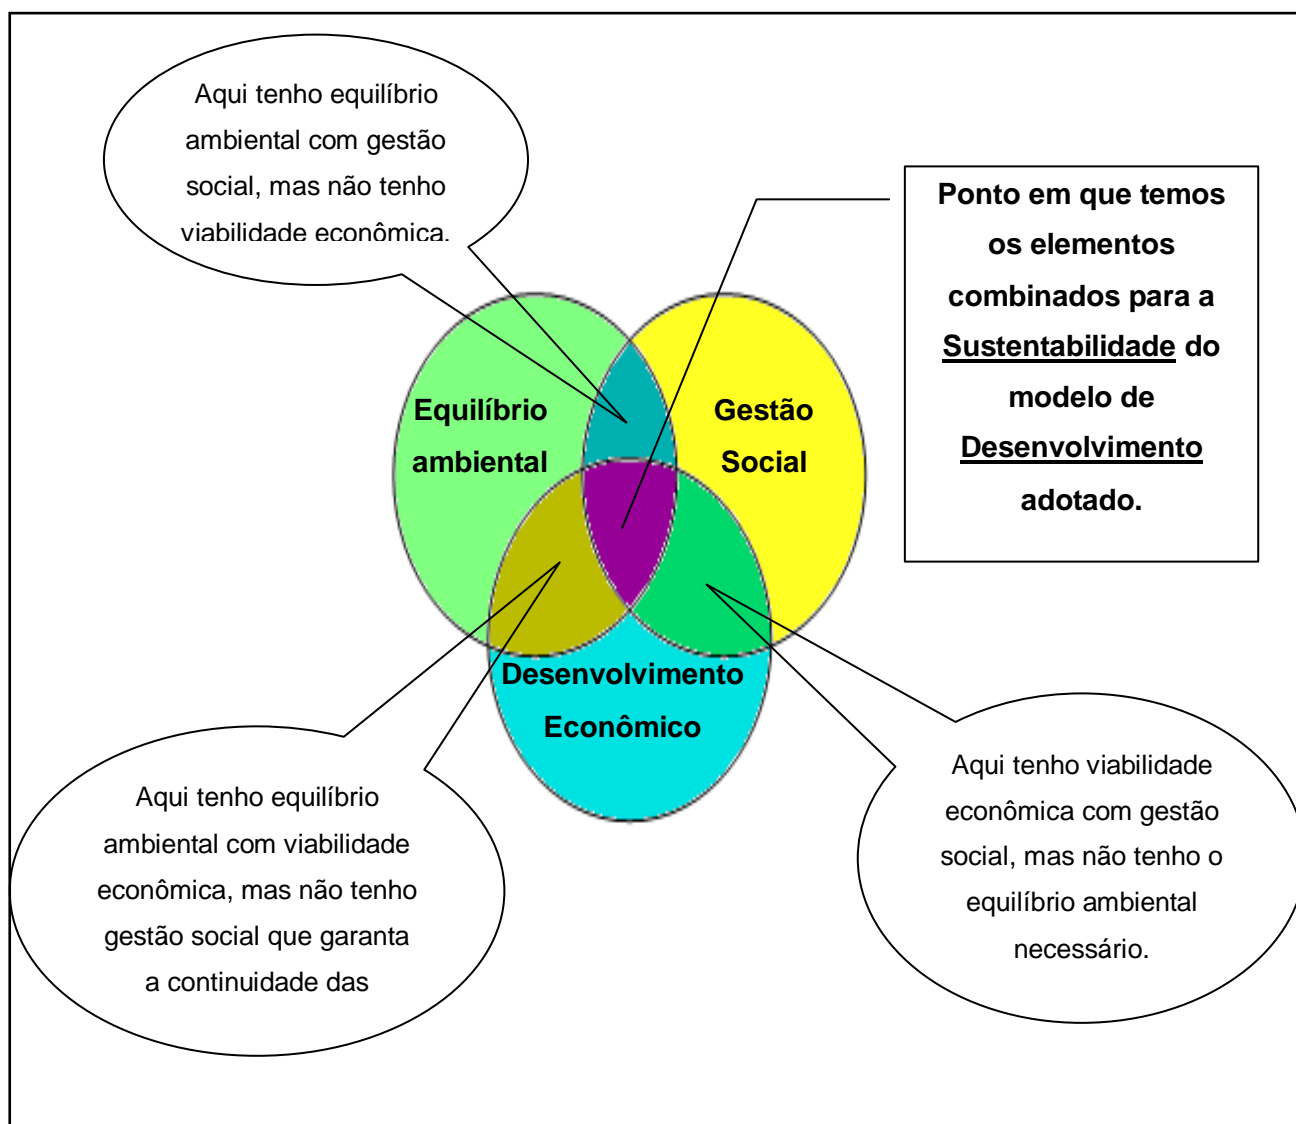 Aqui tenho equilíbrio
ambiental com gestão
social, mas não tenho
viabilidade econômica.
Ponto em que temos
os elementos
combinados para a
Sustentabilidade do
modelo de
Desenvolvimento
adotado.
Equilíbrio
ambiental
Gestão
Social
Desenvolvimento
Econômico
Aqui tenho equilíbrio
ambiental com viabilidade
econômica, mas não tenho
gestão social que garanta
a continuidade das
Aqui tenho viabilidade
econômica com gestão
social, mas não tenho o
equilíbrio ambiental
necessário.